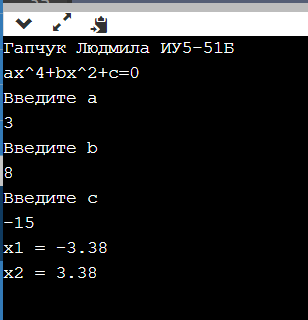 Гапчук Людмила ИУ5-51Б
ax^4+bx^2+c=0
Введите a
3
Введите b
8
Введите c
-15
x1 = -3.38
x2 = 3.38